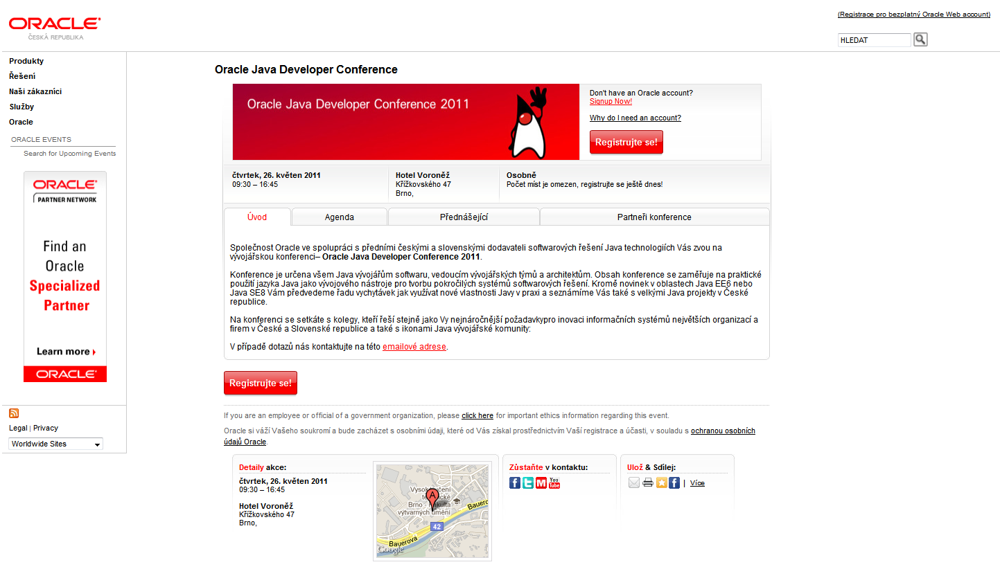 ORACLE
ČESKÁ REPUBLIKA
(Registrace pro bezplatný Oracle Web account)
HLEDAT
Produkty
Řešení
Naši zákazníci
Služby
Oracle
ORACLE EVENTS
Search for Upcoming Events
ORACLE
PARTNER NETWORK
Find an
Oracle
Specialized
Partner
Learn more
ORACLE
Legal | Privacy
Worldwide Sites
Oracle Java Developer Conference
Oracle Java Developer Conference 2011
Don't have an Oracle account?
Signup Now!
Why do I need an account?
Registrujte se!
čtvrtek, 26. květen 2011
09:30 – 16:45
Hotel Voroněž
Křížkovského 47
Brno,
Osobně
Počet míst je omezen, registrujte se ještě dnes!
Úvod
Agenda
Přednášející
Partneři konference
Společnost Oracle ve spolupráci s předními českými a slovenskými dodavateli softwarových řešení Java technologiích Vás zvou na
vývojářskou konferenci– Oracle Java Developer Conference 2011.
Konference je určena všem Java vývojářům softwaru, vedoucím vývojářských týmů a architektům. Obsah konference se zaměřuje na praktické
použití jazyka Java jako vývojového nástroje pro tvorbu pokročilých systémů softwarových řešení. Kromě novinek v oblastech Java EE6 nebo
Java SE8 Vám předvedeme řadu vychytávek jak využívat nové vlastnosti Javy v praxi a seznámíme Vás také s velkými Java projekty v České
republice.
Na konferenci se setkáte s kolegy, kteří řeší stejně jako Vy nejnáročnější požadavkypro inovaci informačních systémů největších organizací a
firem v České a Slovenské republice a také s ikonami Java vývojářské komunity:
V případě dotazů nás kontaktujte na této emailové adrese.
Registrujte se!
If you are an employee or official of a government organization, please click here for important ethics information regarding this event.
Oracle si váží Vašeho soukromí a bude zacházet s osobními údaji, které od Vás získal prostřednictvím Vaší registrace a účasti, v souladu s ochranou osobních
údajů Oracle.
Detaily akce:
čtvrtek, 26. květen 2011
09:30 – 16:45
Hotel Voroněž
Křížkovského 47
Brno,
A
Brno -
výtvarných umění
42
Bauerova
Google
Zůstaňte v kontaktu:
You
Tube
Ulož & Sdílej:
| Více